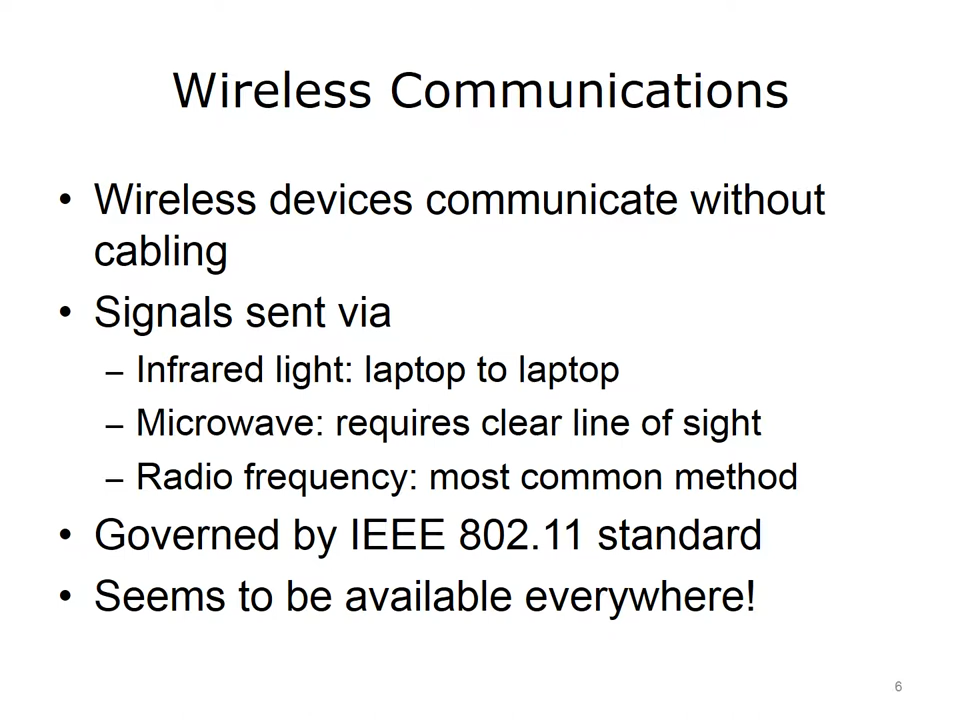 Wireless Communications
• Wireless devices communicate without
cabling
• Signals sent via
– Infrared light: laptop to laptop
– Microwave: requires clear line of sight
– Radio frequency: most common method
• Governed by IEEE 802.11 standard
• Seems to be available everywhere!
6